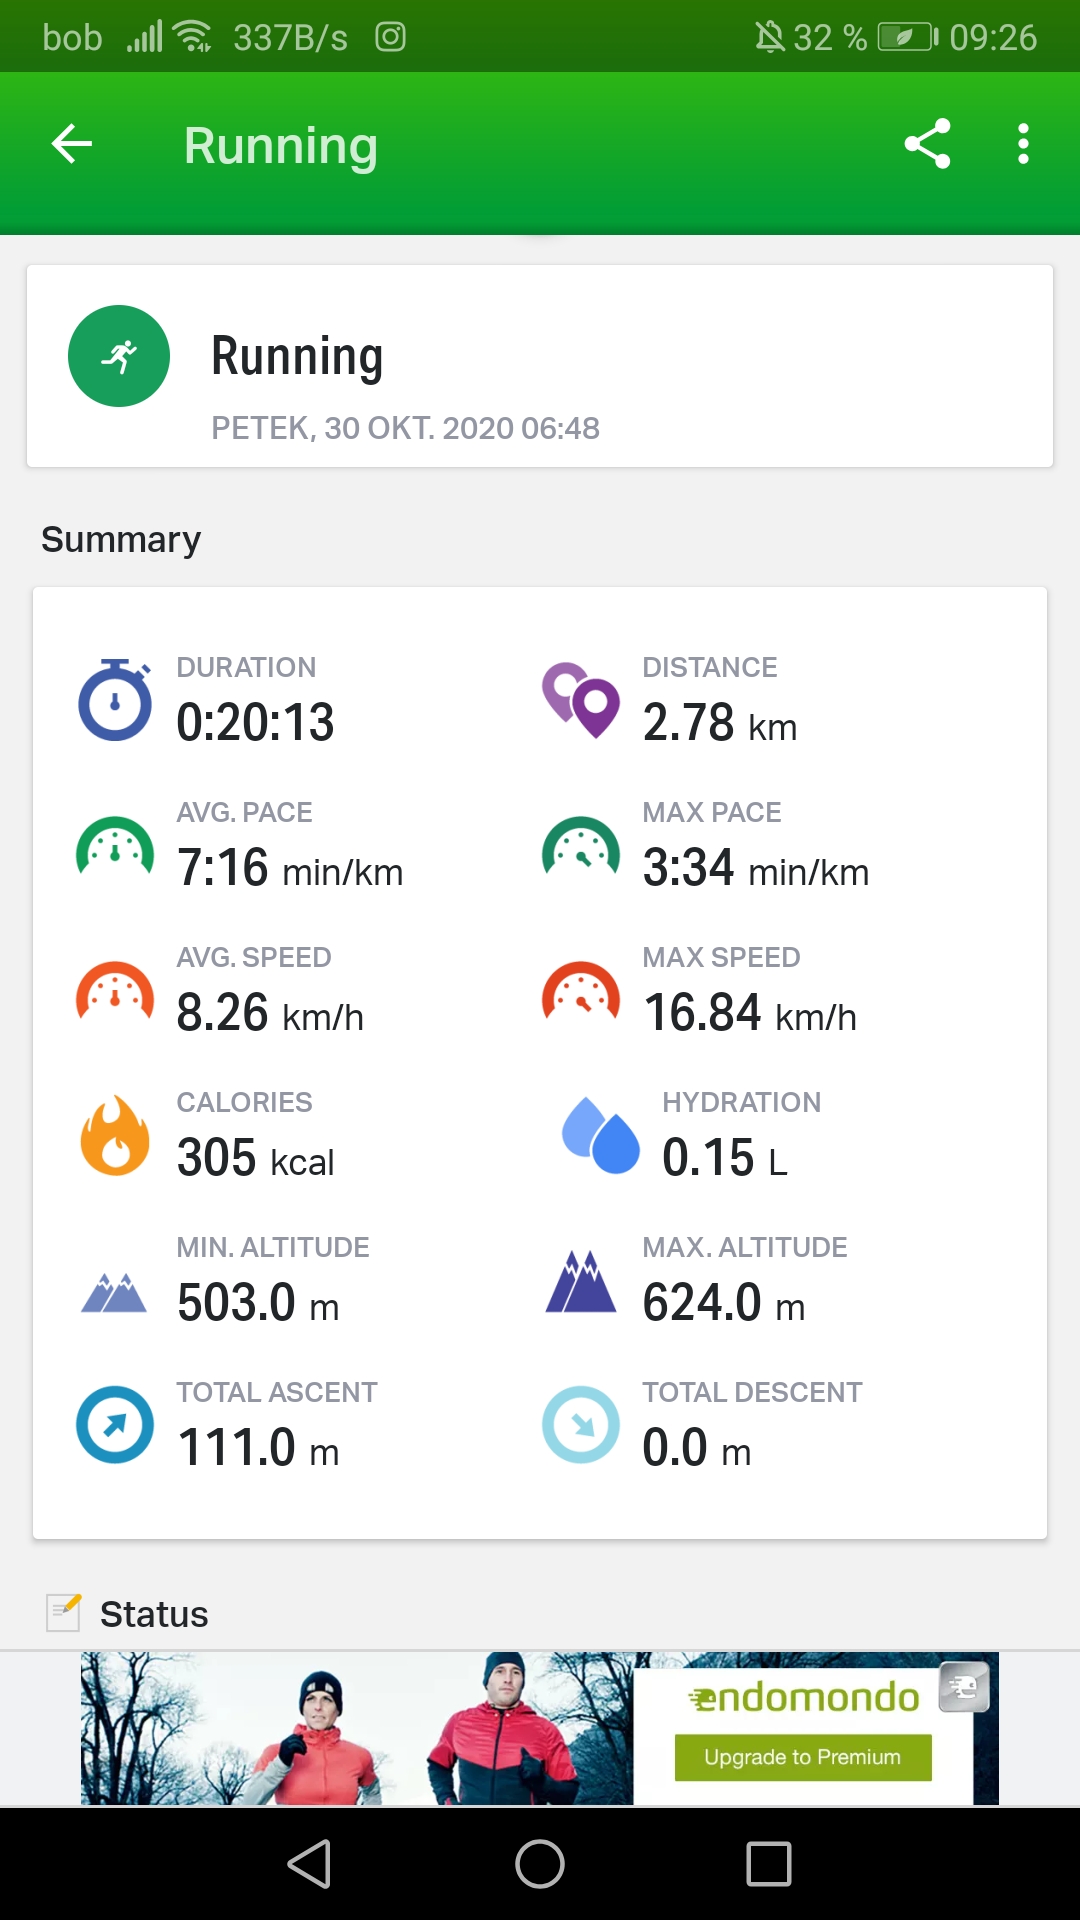 bob 337B/s 32 % 09:26
Running
Running
PETEK, 30 OKT. 2020 06:48
Summary
DURATION DISTANCE
0:20:13 2.78 km
AVG. PACE MAX PACE
7:16 min/km 3:34 min/km
AVG. SPEED MAX SPEED
8.26 km/h 16.84 km/h
CALORIES HYDRATION
305 kcal 0.15 L
MIN. ALTITUDE MAX. ALTITUDE
503.0 m 624.0 m
TOTAL ASCENT TOTAL DESCENT
111.0 m 0.0 m
Status
endomondo
Upgrade to Premium